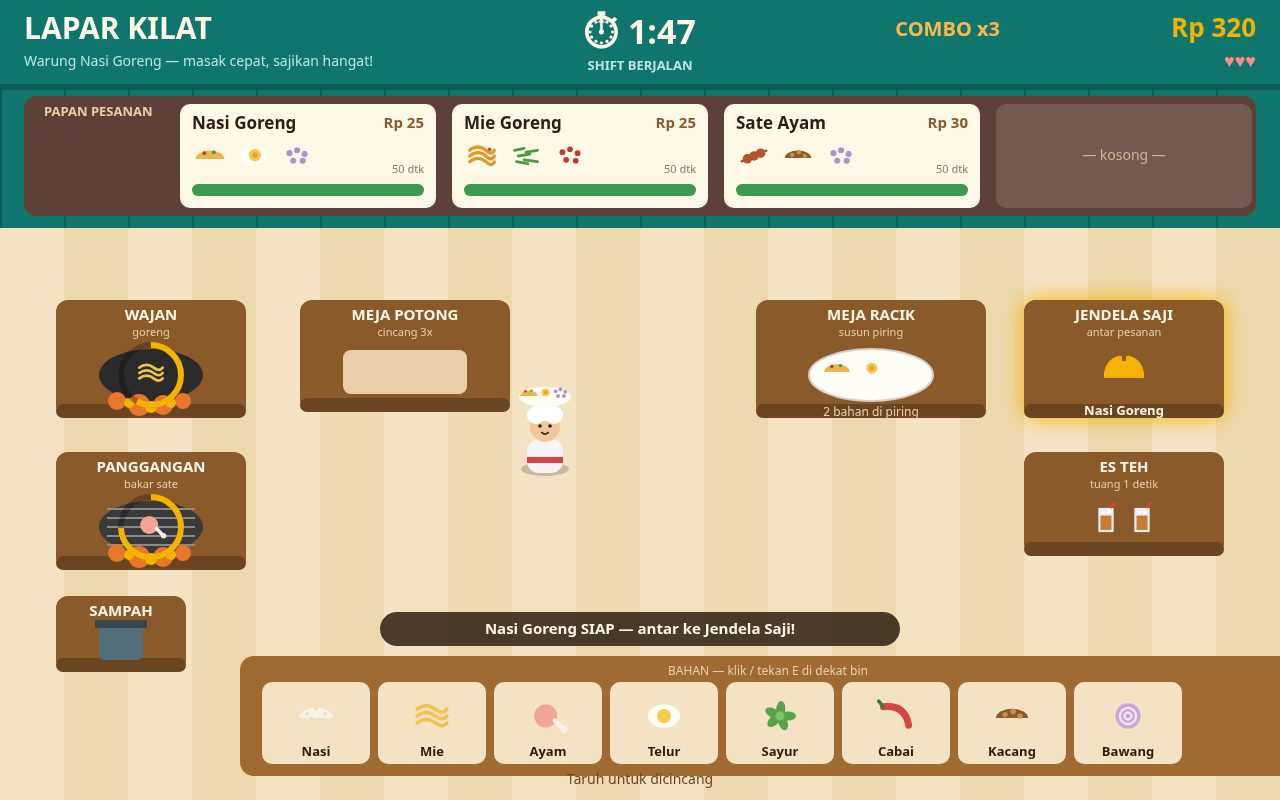 LAPAR KILAT
Warung Nasi Goreng — masak cepat, sajikan hangat!
1:47
SHIFT BERJALAN
COMBO x3
Rp 320
♥♥♥
PAPAN PESANAN
Nasi Goreng
Rp 25
50 dtk
Mie Goreng
Rp 25
50 dtk
Sate Ayam
Rp 30
50 dtk
— kosong —
WAJAN
goreng
MEJA POTONG
cincang 3x
MEJA RACIK
susun piring
2 bahan di piring
JENDELA SAJI
antar pesanan
Nasi Goreng
PANGGANGAN
bakar sate
ES TEH
tuang 1 detik
SAMPAH
Nasi Goreng SIAP — antar ke Jendela Saji!
BAHAN — klik / tekan E di dekat bin
Nasi
Mie
Ayam
Telur
Sayur
Cabai
Kacang
Bawang
Taruh untuk dicincang